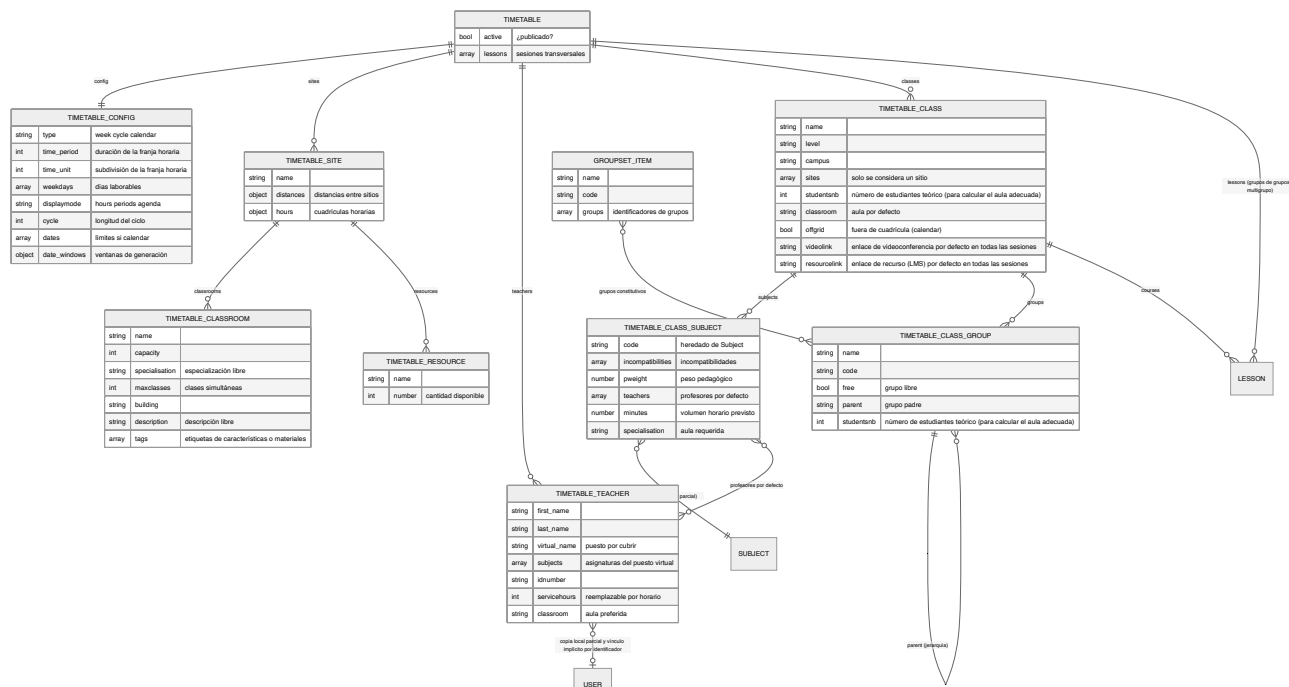 TIMETABLE
bool active ¿publicado?
array lessons sesiones transversales
config
sites
classes
teachers
lessons (grupos de grupos
multigrupo)
TIMETABLE_CONFIG
string type week cycle calendar
int time_period duración de la franja horaria
int time_unit subdivisión de la franja horaria
array weekdays días laborables
string displaymode hours periods agenda
int cycle longitud del ciclo
array dates límites si calendar
object date_windows ventanas de generación
TIMETABLE_SITE
string name
object distances distancias entre sitios
object hours cuadrículas horarias
classrooms
resources
GROUPSET_ITEM
string name
string code
array groups identificadores de grupos
grupos constitutivos
TIMETABLE_CLASS
string name
string level
string campus
array sites solo se considera un sitio
int studentsnb número de estudiantes teórico (para calcular el aula adecuada)
string classroom aula por defecto
bool offgrid fuera de cuadrícula (calendar)
string videolink enlace de videoconferencia por defecto en todas las sesiones
string resourcelink enlace de recurso (LMS) por defecto en todas las sesiones
subjects
groups
courses
TIMETABLE_CLASSROOM
string name
int capacity
string specialisation especialización libre
int maxclasses clases simultáneas
string building
string description descripción libre
array tags etiquetas de características o materiales
TIMETABLE_RESOURCE
string name
int number cantidad disponible
TIMETABLE_CLASS_SUBJECT
string code heredado de Subject
array incompatibilities incompatibilidades
number pweight peso pedagógico
array teachers profesores por defecto
number minutes volumen horario previsto
string specialisation aula requerida
TIMETABLE_CLASS_GROUP
string name
string code
bool free grupo libre
string parent grupo padre
int studentsnb número de estudiantes teórico (para calcular el aula adecuada)
LESSON
profesores por defecto
parcial)
TIMETABLE_TEACHER
string first_name
string last_name
string virtual_name puesto por cubrir
array subjects asignaturas del puesto virtual
string idnumber
int servicehours reemplazable por horario
string classroom aula preferida
SUBJECT
copia local parcial y vínculo
implícito por identificador
parent (jerarquía)
USER